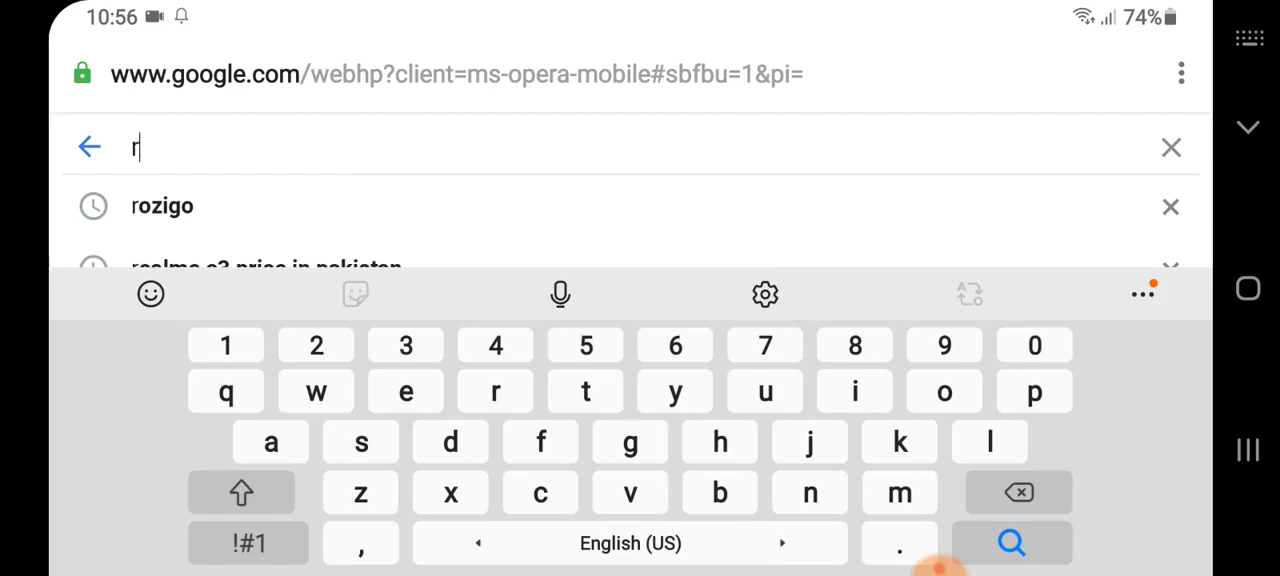 10:56
74%
www.google.com/webhp?client=ms-opera-mobile#sbfbu=1&pi=
r
rozigo
realme c3 price in pakistan
1 2 3 4 5 6 7 8 9 0
q w e r t y u i o p
a s d f g h j k l
z x c v b n m
!#1 , English (US) .